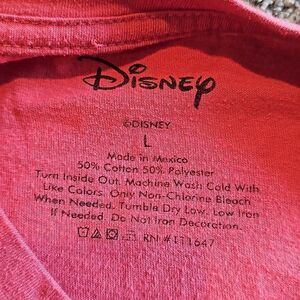 Disney
©DISNEY
L
Made in Mexico
50% Cotton 50% Polyester
Turn Inside Out. Machine Wash Cold With
Like Colors. Only Non-Chlorine Bleach
When Needed. Tumble Dry Low. Low Iron
If Needed. Do Not Iron Decoration.
RN #111647